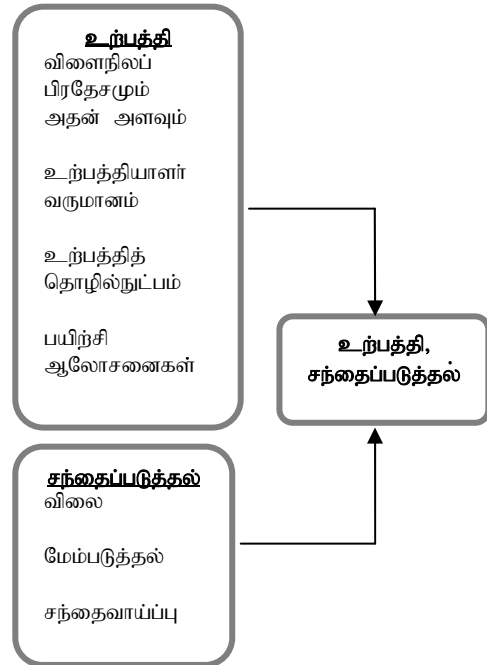 உற்பத்தி
விளைநிலப்
பிரதேசமும்
அதன் அளவும்
உற்பத்தியாளர்
வருமானம்
உற்பத்தித்
தொழில்நுட்பம்
பயிற்சி
ஆலோசனைகள்
உற்பத்தி,
சந்தைப்படுத்தல்
சந்தைப்படுத்தல்
விலை
மேம்படுத்தல்
சந்தைவாய்ப்பு